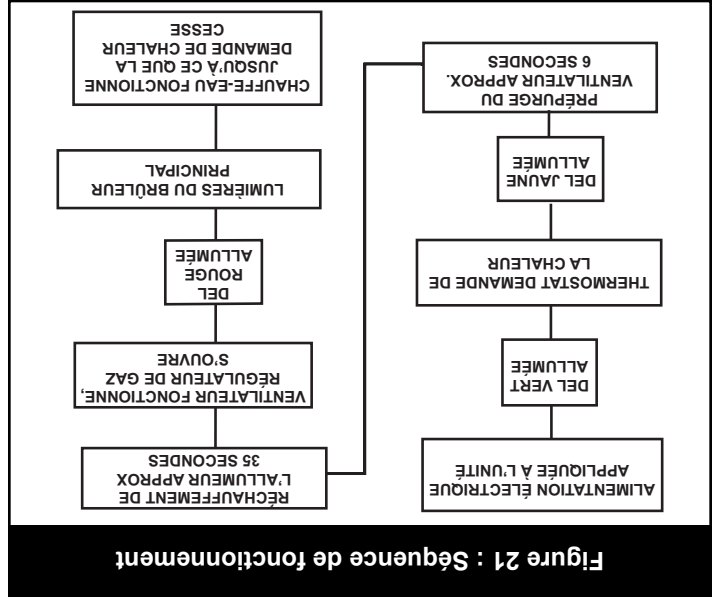 Figure 21 : Séquence de fonctionnement
ALIMENTATION ÉLECTRIQUE
APPLIQUÉE À L'UNITÉ
DEL VERT
ALLUMÉE
THERMOSTAT DEMANDE DE
LA CHALEUR
DEL JAUNE
ALLUMÉE
PRÉPURGE DU
VENTILATEUR APPROX.
6 SECONDES
RÉCHAUFFEMENT DE
L'ALLUMEUR APPROX
35 SECONDES
VENTILATEUR FONCTIONNE,
RÉGULATEUR DE GAZ
S'OUVRE
DEL
ROUGE
ALLUMÉE
LUMIÈRES DU BRÛLEUR
PRINCIPAL
CHAUFFE-EAU FONCTIONNE
JUSQU'À CE QUE LA
DEMANDE DE CHALEUR
CESSE